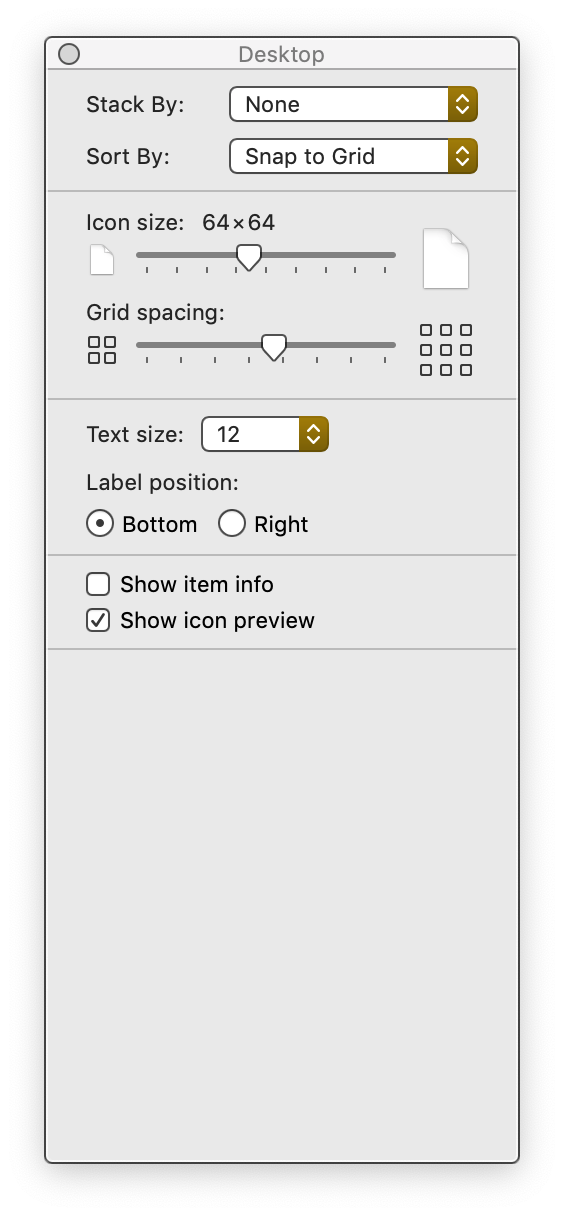 Desktop
Stack By: None
Sort By: Snap to Grid
Icon size: 64×64
Grid spacing:
Text size: 12
Label position:
Bottom Right
Show item info
Show icon preview